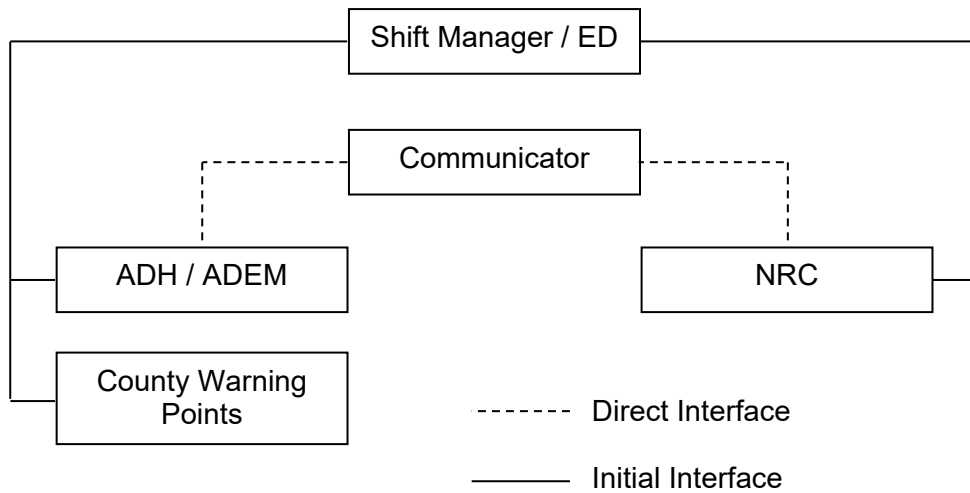 Shift Manager / ED
Communicator
ADH / ADEM
NRC
County Warning
Points
Direct Interface
Initial Interface